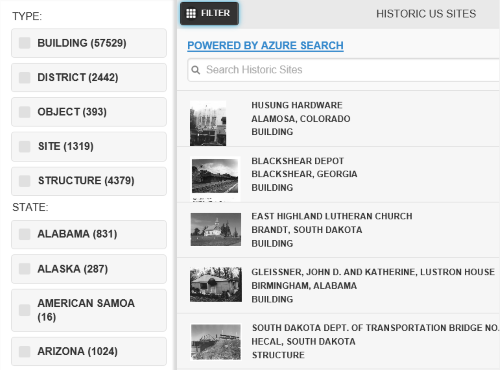 TYPE:
BUILDING (57529)
DISTRICT (2442)
OBJECT (393)
SITE (1319)
STRUCTURE (4379)
STATE:
ALABAMA (831)
ALASKA (287)
AMERICAN SAMOA
(16)
ARIZONA (1024)
FILTER
HISTORIC US SITES
POWERED BY AZURE SEARCH
Search Historic Sites
HUSUNG HARDWARE
ALAMOSA, COLORADO
BUILDING
BLACKSHEAR DEPOT
BLACKSHEAR, GEORGIA
BUILDING
EAST HIGHLAND LUTHERAN CHURCH
BRANDT, SOUTH DAKOTA
BUILDING
GLEISSNER, JOHN D. AND KATHERINE, LUSTRON HOUSE
BIRMINGHAM, ALABAMA
BUILDING
SOUTH DAKOTA DEPT. OF TRANSPORTATION BRIDGE NO.
HECAL, SOUTH DAKOTA
STRUCTURE